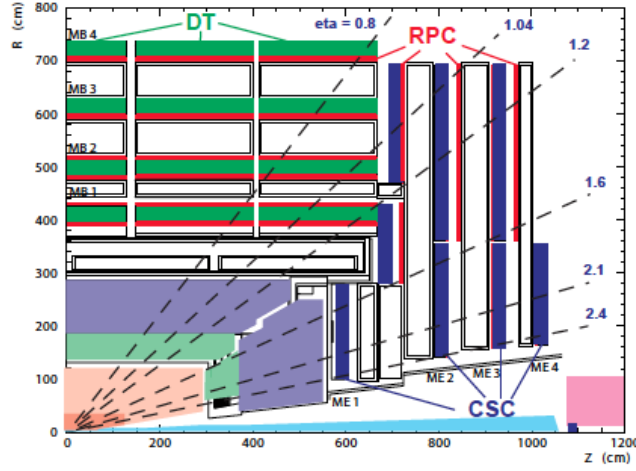 R (cm)
800
MB 4
DT
eta = 0.8
1.04
RPC
1.2
700
MB 3
600
MB 2
500
MB 1
400
1.6
300
2.1
200
2.4
100
ME 1
ME 2
ME 3
ME 4
CSC
0
0
200
400
600
800
1000
1200
Z (cm)